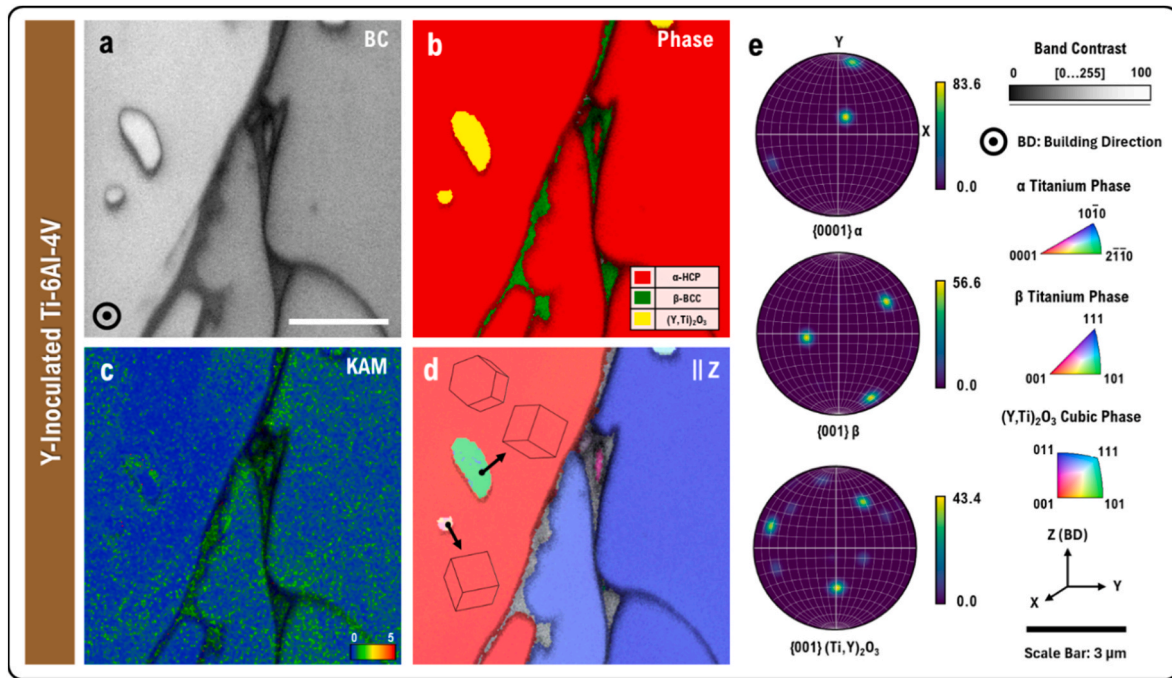 Y-Inoculated Ti-6Al-4V
a
BC
b
Phase
α-HCP
β-BCC
(Y,Ti)₂O₃
c
KAM
0 5
d
|| Z
e
Y
X
83.6
0.0
{0001} α
56.6
0.0
{001} β
43.4
0.0
{001} (Ti,Y)₂O₃
Band Contrast
0 [0...255] 100
BD: Building Direction
α Titanium Phase
101̅0
0001
21̅1̅0
β Titanium Phase
111
001
101
(Y,Ti)₂O₃ Cubic Phase
011
111
001
101
Z (BD)
Y
X
Scale Bar: 3 μm